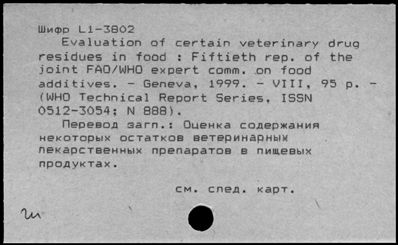 Шифр L1-3802
Evaluation of certain veterinary drug
residues in food : Fiftieth rep. of the
joint FAO/WHO expert comm. on food
additives. - Geneva, 1999. - VIII, 95 p. -
(WHO Technical Report Series, ISSN
0512-3054; N 888).
Перевод загл.: Оценка содержания
некоторых остатков ветеринарных
лекарственных препаратов в пищевых
продуктах.
см. след. карт.